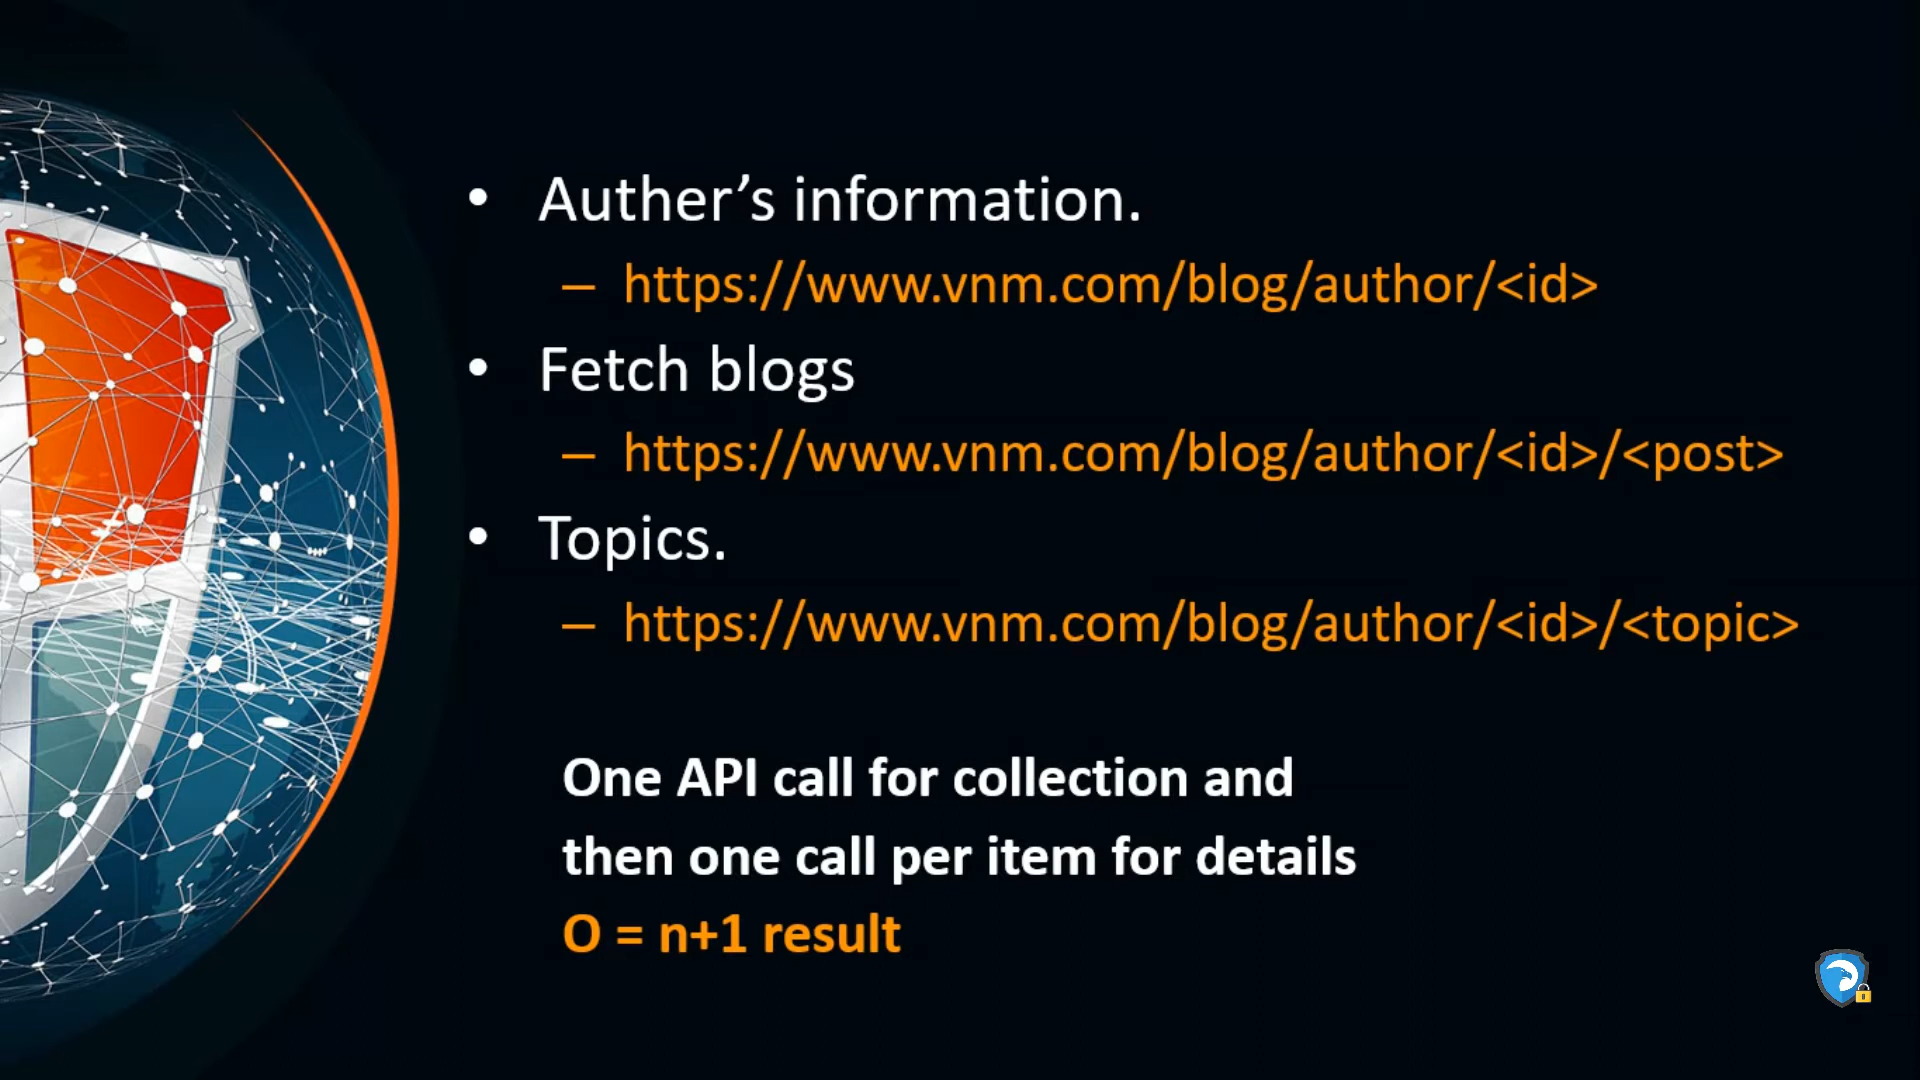 • Auther’s information.
– https://www.vnm.com/blog/author/<id>
• Fetch blogs
– https://www.vnm.com/blog/author/<id>/<post>
• Topics.
– https://www.vnm.com/blog/author/<id>/<topic>
One API call for collection and
then one call per item for details
O = n+1 result